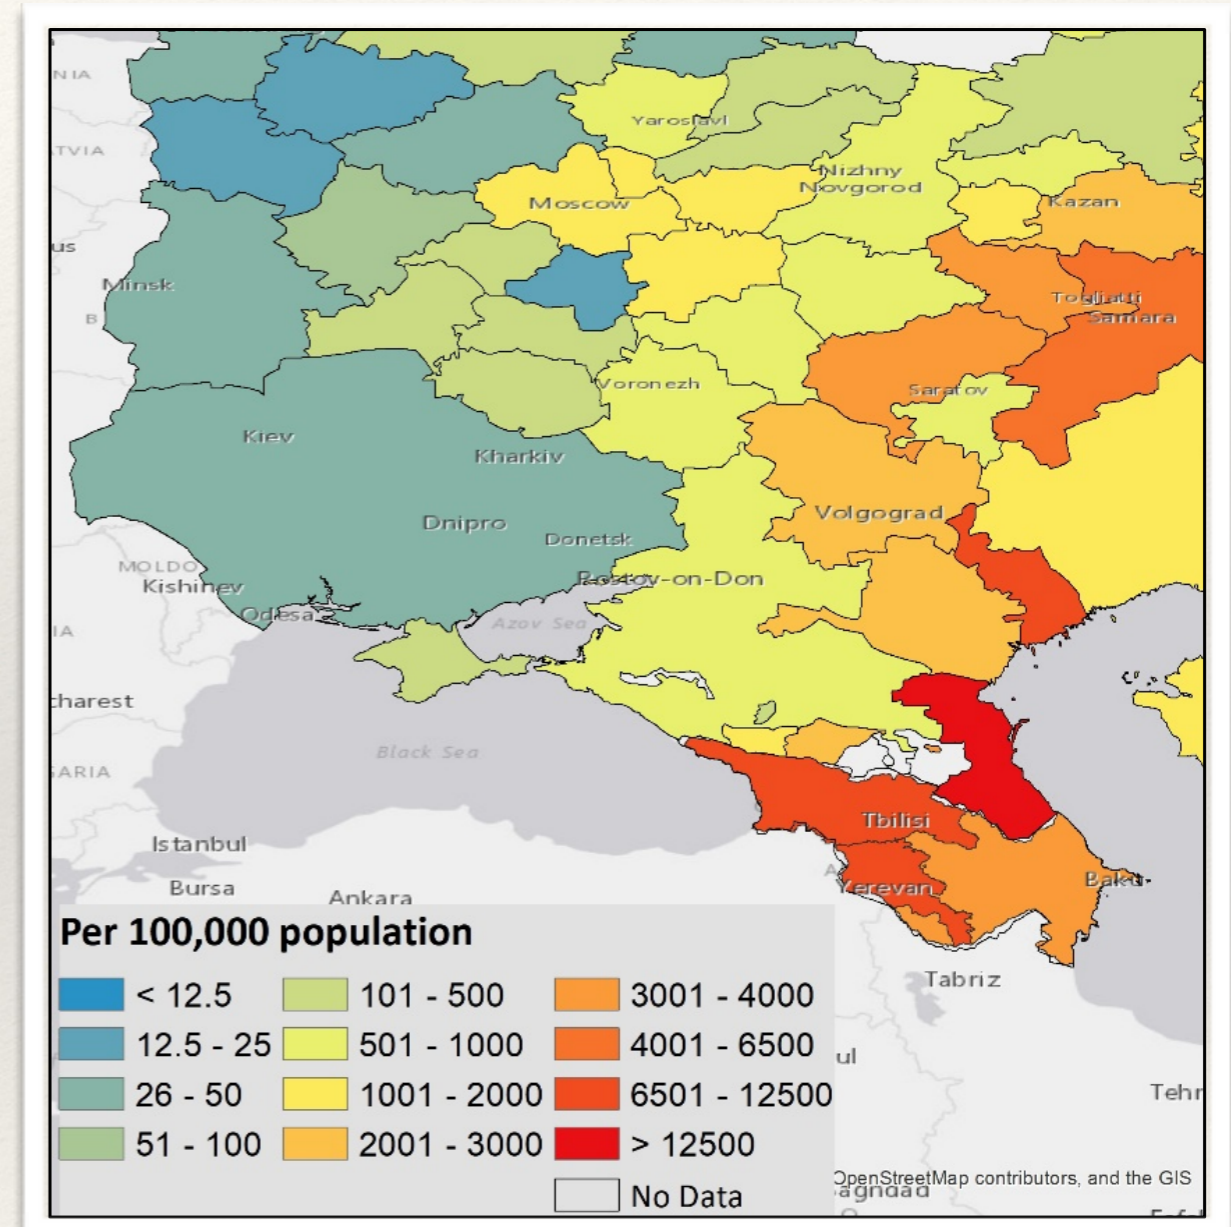 NIA
Yaroslavl
TVIA
Nizhny
Novgorod
Moscow
Kazan
us
Minsk
Togliatti
B
Samara
Voronezh
Saratov
Kiev
Kharkiv
Volgograd
Dnipro
Donetsk
MOLDO
Kishinev
Rostov-on-Don
Odesa
Azov Sea
IA
charest
Black Sea
GARIA
Tbilisi
Istanbul
Bursa
A
Yerevan
Baku
Ankara
Per 100,000 population
Tabriz
< 12.5 101 - 500 3001 - 4000
12.5 - 25 501 - 1000 4001 - 6500
ul
26 - 50 1001 - 2000 6501 - 12500
Tehr
51 - 100 2001 - 3000 > 12500
OpenStreetMap contributors, and the GIS
No Data
aghdad